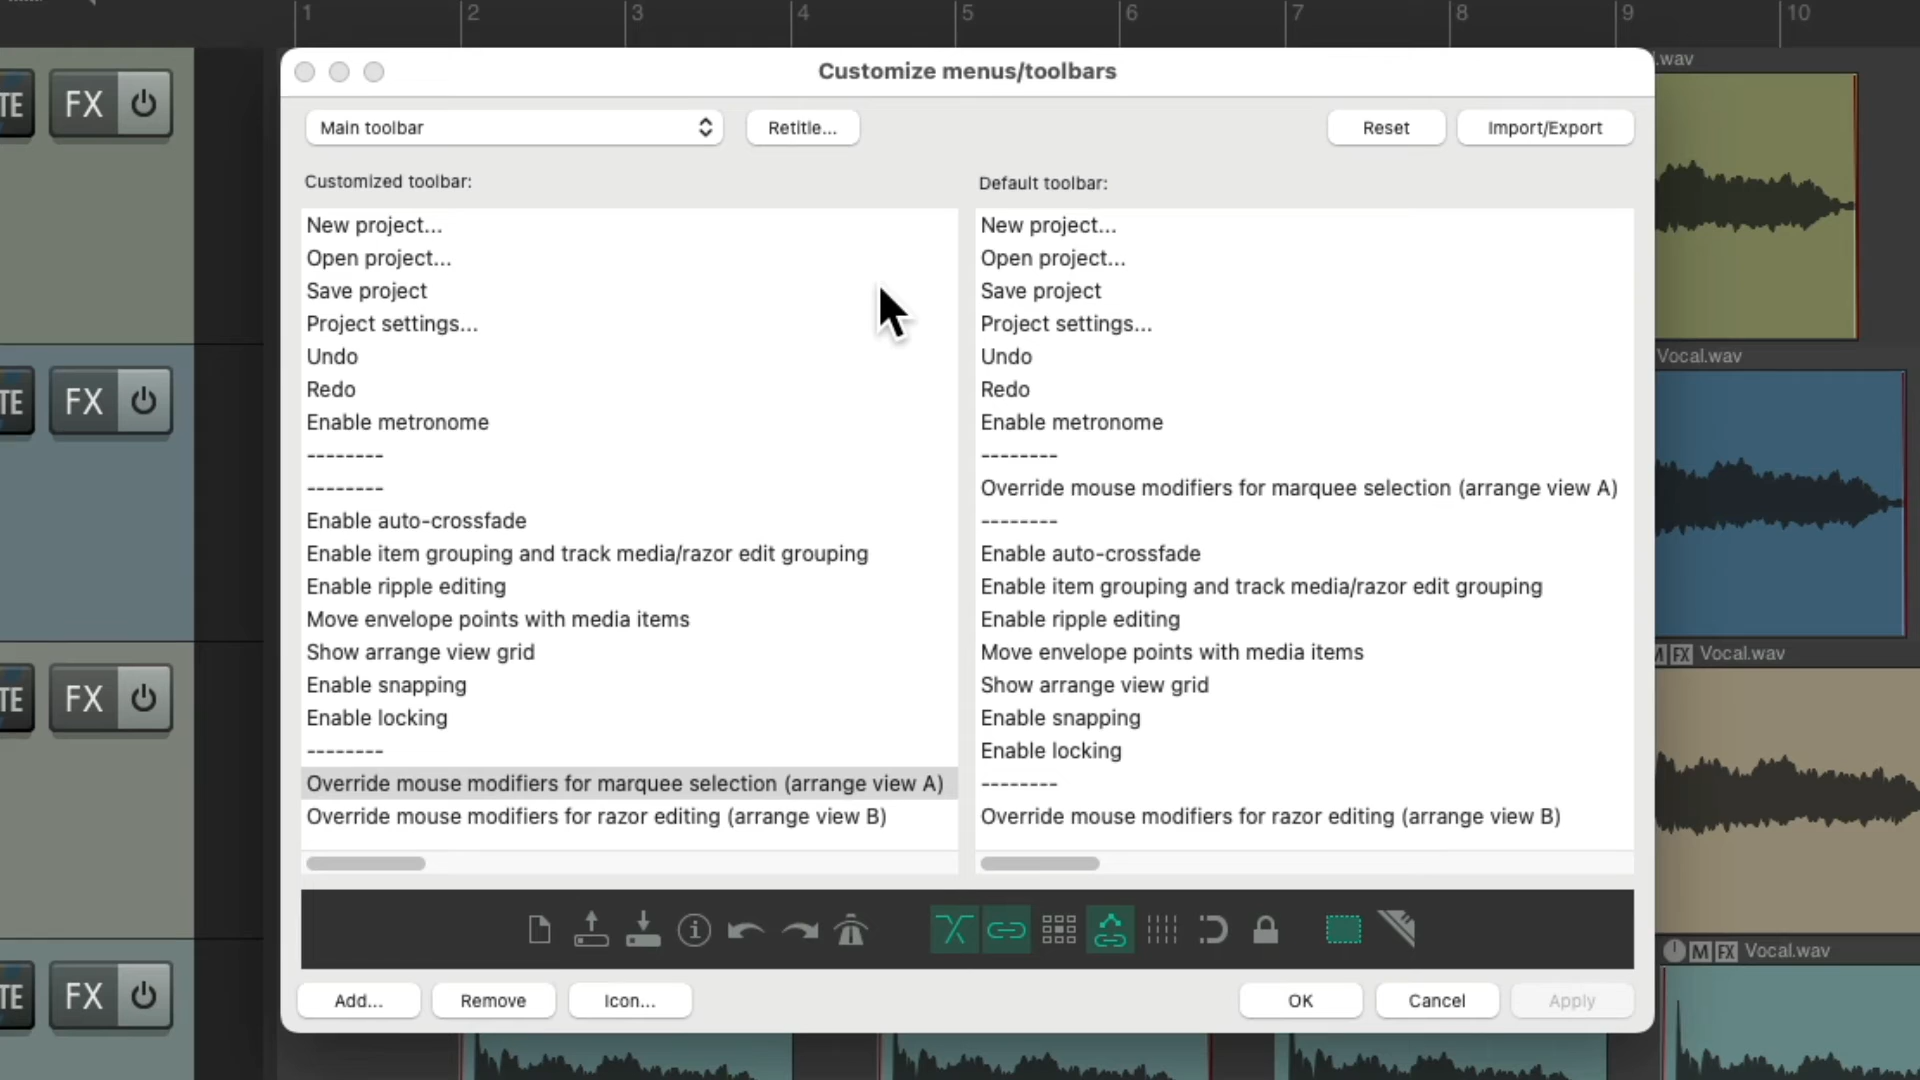 1 2 3 4 5 6 7 8 9 10
Customize menus/toolbars
.wav
TE FX
Main toolbar
Retitle...
Reset
Import/Export
Customized toolbar:
Default toolbar:
New project...
Open project...
Save project
Project settings...
Undo
Redo
Enable metronome
--------
--------
Enable auto-crossfade
Enable item grouping and track media/razor edit grouping
Enable ripple editing
Move envelope points with media items
Show arrange view grid
Enable snapping
Enable locking
--------
Override mouse modifiers for marquee selection (arrange view A)
Override mouse modifiers for razor editing (arrange view B)
New project...
Open project...
Save project
Project settings...
Undo
Redo
Enable metronome
--------
Override mouse modifiers for marquee selection (arrange view A)
--------
Enable auto-crossfade
Enable item grouping and track media/razor edit grouping
Enable ripple editing
Move envelope points with media items
Show arrange view grid
Enable snapping
Enable locking
--------
Override mouse modifiers for razor editing (arrange view B)
Vocal.wav
TE FX
M FX Vocal.wav
TE FX
M FX Vocal.wav
TE FX
Add...
Remove
Icon...
OK
Cancel
Apply